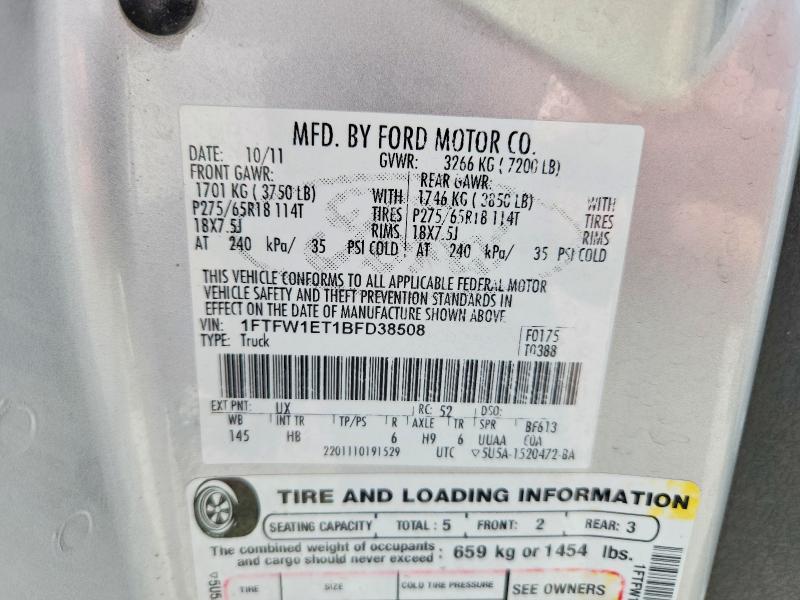 MFD. BY FORD MOTOR CO.
DATE: 10/11 GVWR: 3266 KG ( 7200 LB)
FRONT GAWR: REAR GAWR:
1701 KG ( 3750 LB) WITH 1746 KG ( 3850 LB) WITH
P275/65R18 114T TIRES P275/65R18 114T TIRES
18X7.5J RIMS 18X7.5J RIMS
AT 240 kPa/ 35 PSI COLD AT 240 kPa/ 35 PSI COLD
THIS VEHICLE CONFORMS TO ALL APPLICABLE FEDERAL MOTOR
VEHICLE SAFETY AND THEFT PREVENTION STANDARDS IN
EFFECT ON THE DATE OF MANUFACTURE SHOWN ABOVE.
VIN: 1FTFW1ET1BFD38508 F0175
TYPE: Truck T0388
EXT PNT: UX RC: 52 DSO:
WB INT TR TP/PS R AXLE TR SPR BF613
145 HB 6 H9 6 UUAA C0A
2201110191529 UTC ▽5U5A-1520472-BA
TIRE AND LOADING INFORMATION
SEATING CAPACITY TOTAL : 5 FRONT: 2 REAR: 3
The combined weight of occupants
and cargo should never exceed : 659 kg or 1454 lbs.
TIRE SIZE COLD TIRE PRESSURE SEE OWNERS
▽5U5
1FTFW1